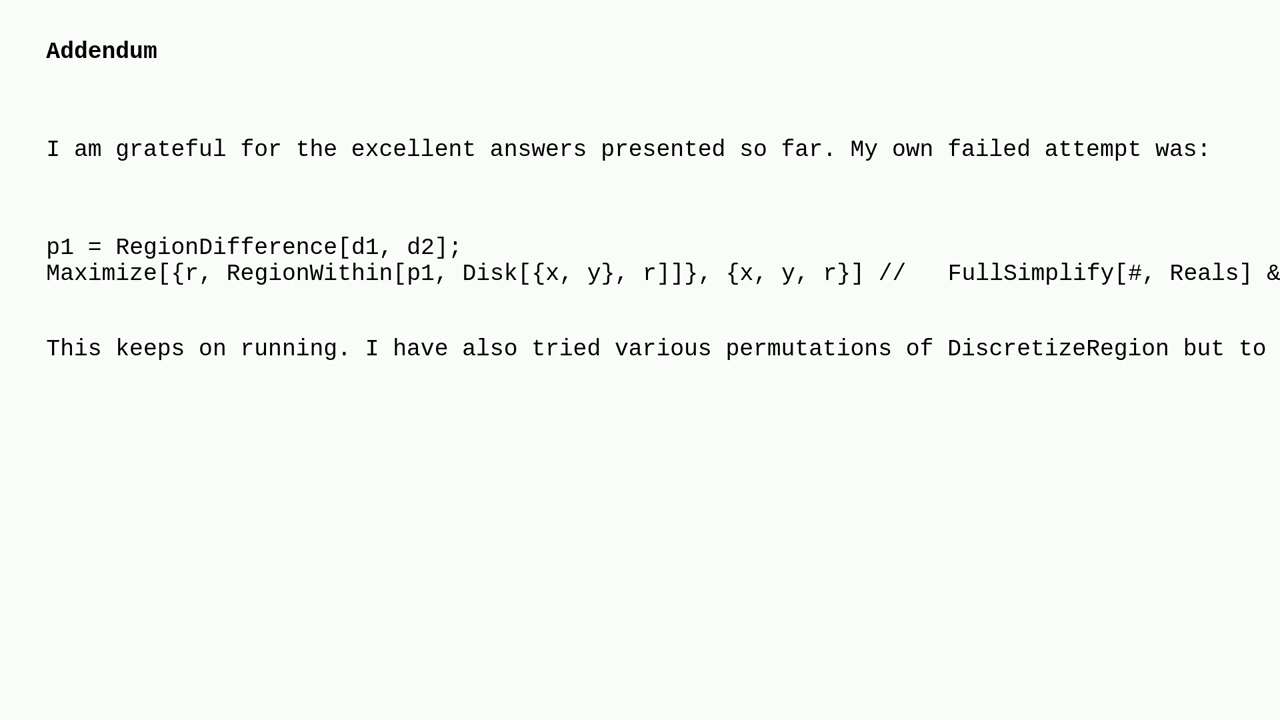 Addendum
I am grateful for the excellent answers presented so far. My own failed attempt was:
p1 = RegionDifference[d1, d2];
Maximize[{r, RegionWithin[p1, Disk[{x, y}, r]]}, {x, y, r}] //   FullSimplify[#, Reals] &
This keeps on running. I have also tried various permutations of DiscretizeRegion but to